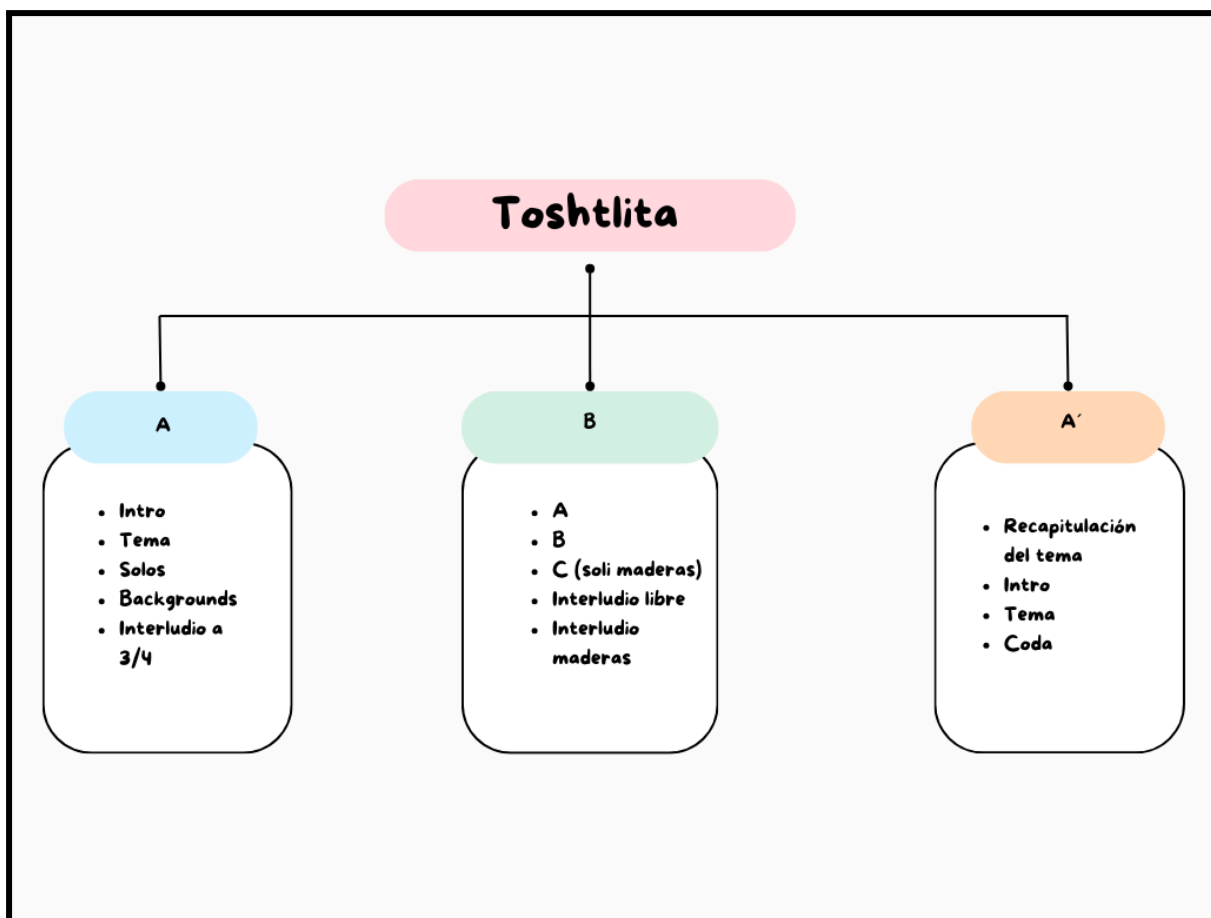 Toshtlita
A
• Intro
• Tema
• Solos
• Backgrounds
• Interludio a
3/4
B
• A
• B
• C (soli maderas)
• Interludio libre
• Interludio
maderas
A´
• Recapitulación
del tema
• Intro
• Tema
• Coda